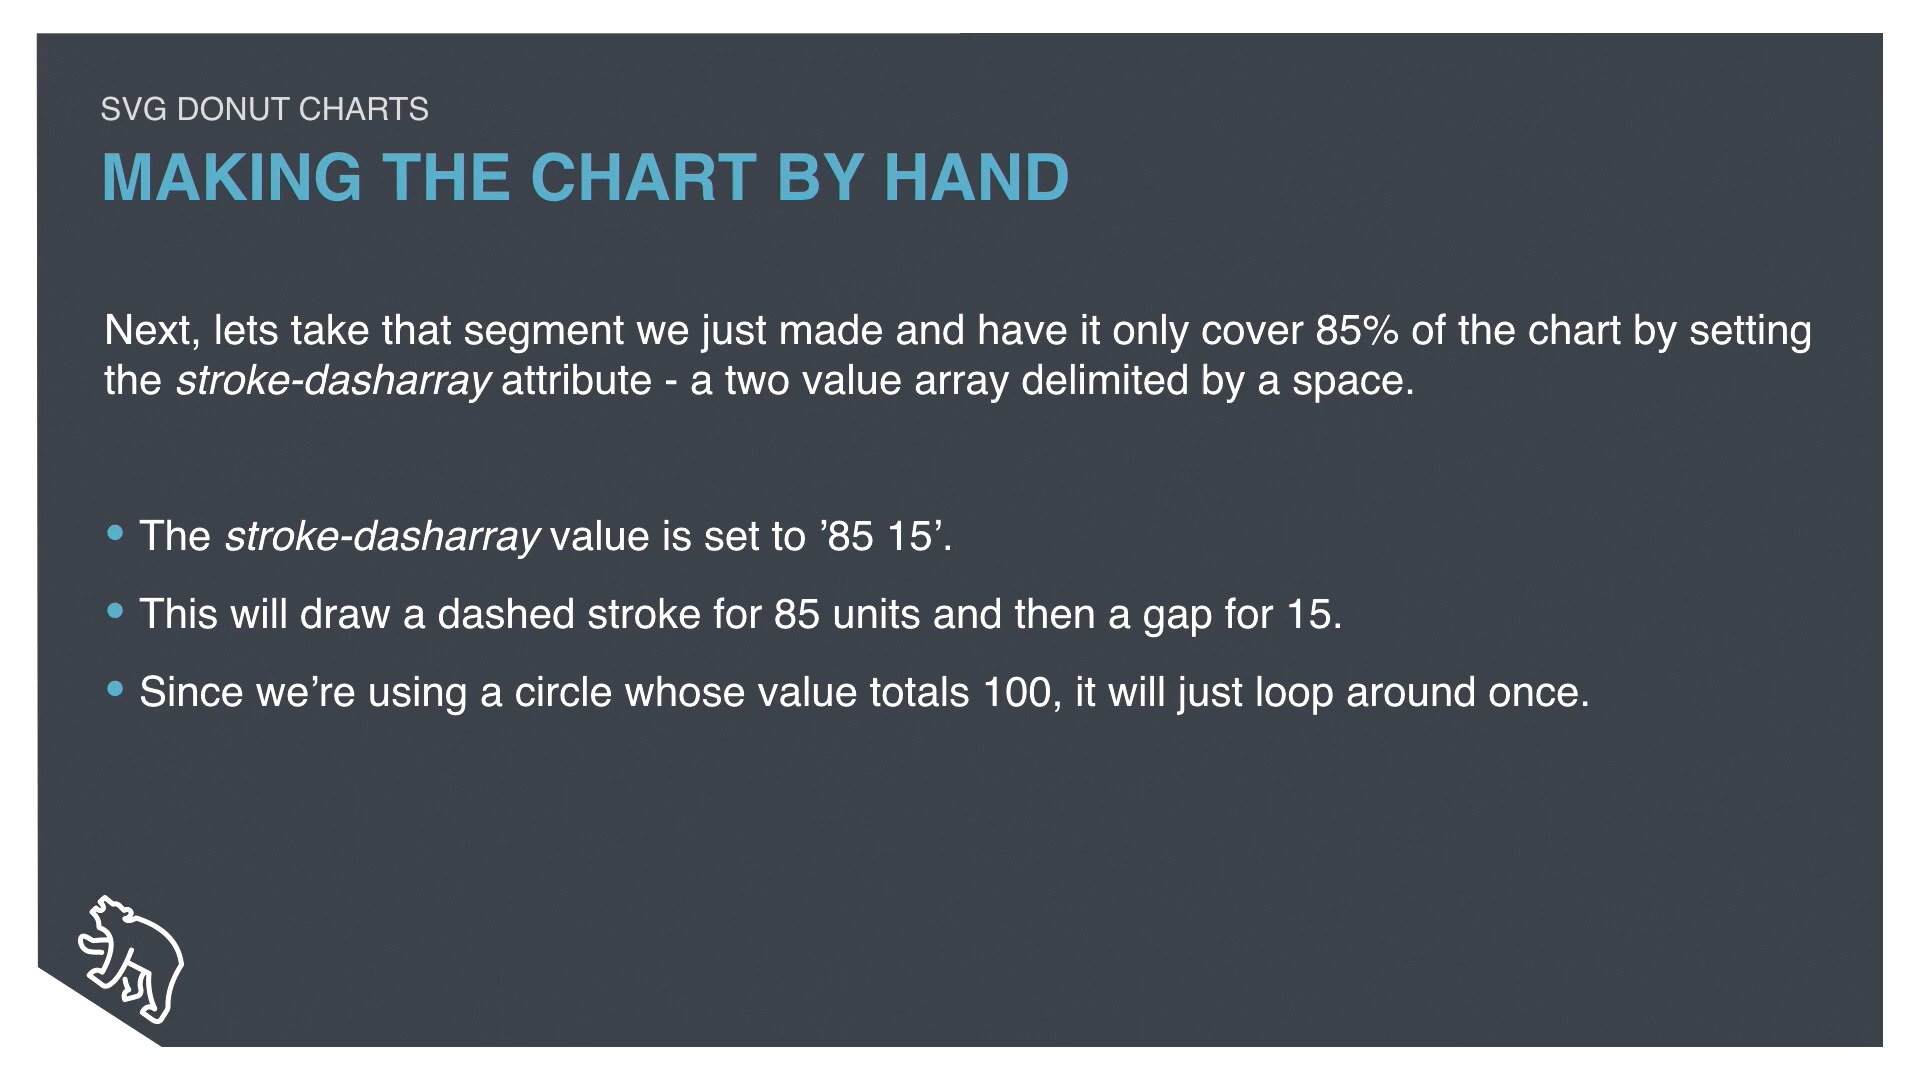 SVG DONUT CHARTS
MAKING THE CHART BY HAND
Next, lets take that segment we just made and have it only cover 85% of the chart by setting
the stroke-dasharray attribute - a two value array delimited by a space.
• The stroke-dasharray value is set to ’85 15’.
• This will draw a dashed stroke for 85 units and then a gap for 15.
• Since we’re using a circle whose value totals 100, it will just loop around once.